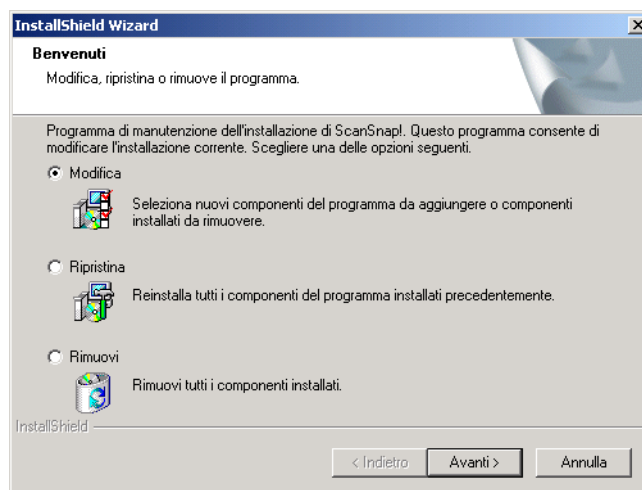 InstallShield Wizard
Benvenuti
Modifica, ripristina o rimuove il programma.
Programma di manutenzione dell'installazione di ScanSnap!. Questo programma consente di
modificare l'installazione corrente. Scegliere una delle opzioni seguenti.
Modifica
Seleziona nuovi componenti del programma da aggiungere o componenti
installati da rimuovere.
Ripristina
Reinstalla tutti i componenti del programma installati precedentemente.
Rimuovi
Rimuovi tutti i componenti installati.
InstallShield
< Indietro Avanti > Annulla